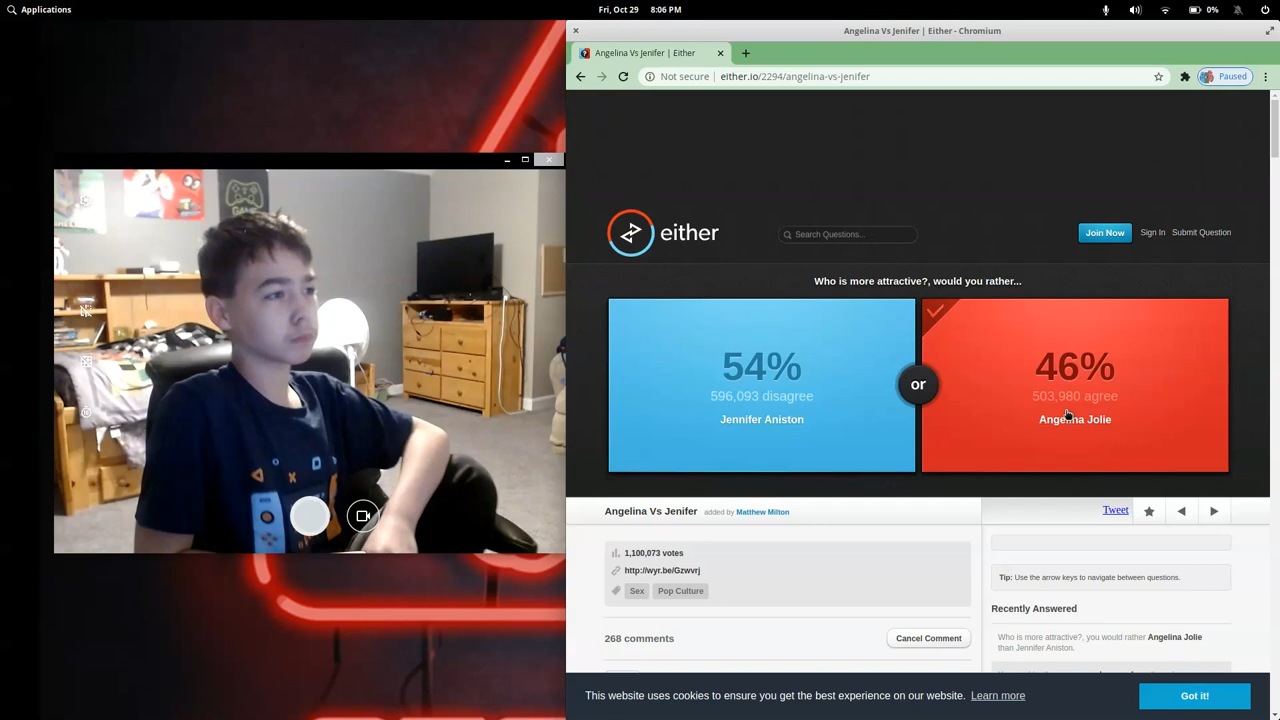 Applications
Fri, Oct 29 8:06 PM
0%
Angelina Vs Jenifer | Either - Chromium
Angelina Vs Jenifer | Either
Not secure | either.io/2294/angelina-vs-jenifer
Paused
GAME
either
Search Questions...
Join Now
Sign In
Submit Question
Who is more attractive?, would you rather...
54%
596,093 disagree
Jennifer Aniston
or
46%
503,980 agree
Angelina Jolie
Angelina Vs Jenifer added by Matthew Milton
Tweet
1,100,073 votes
http://wyr.be/Gzwvrj
Sex
Pop Culture
268 comments
Cancel Comment
Tip: Use the arrow keys to navigate between questions.
Recently Answered
Who is more attractive?, you would rather Angelina Jolie
than Jennifer Aniston.
This website uses cookies to ensure you get the best experience on our website. Learn more
Got it!